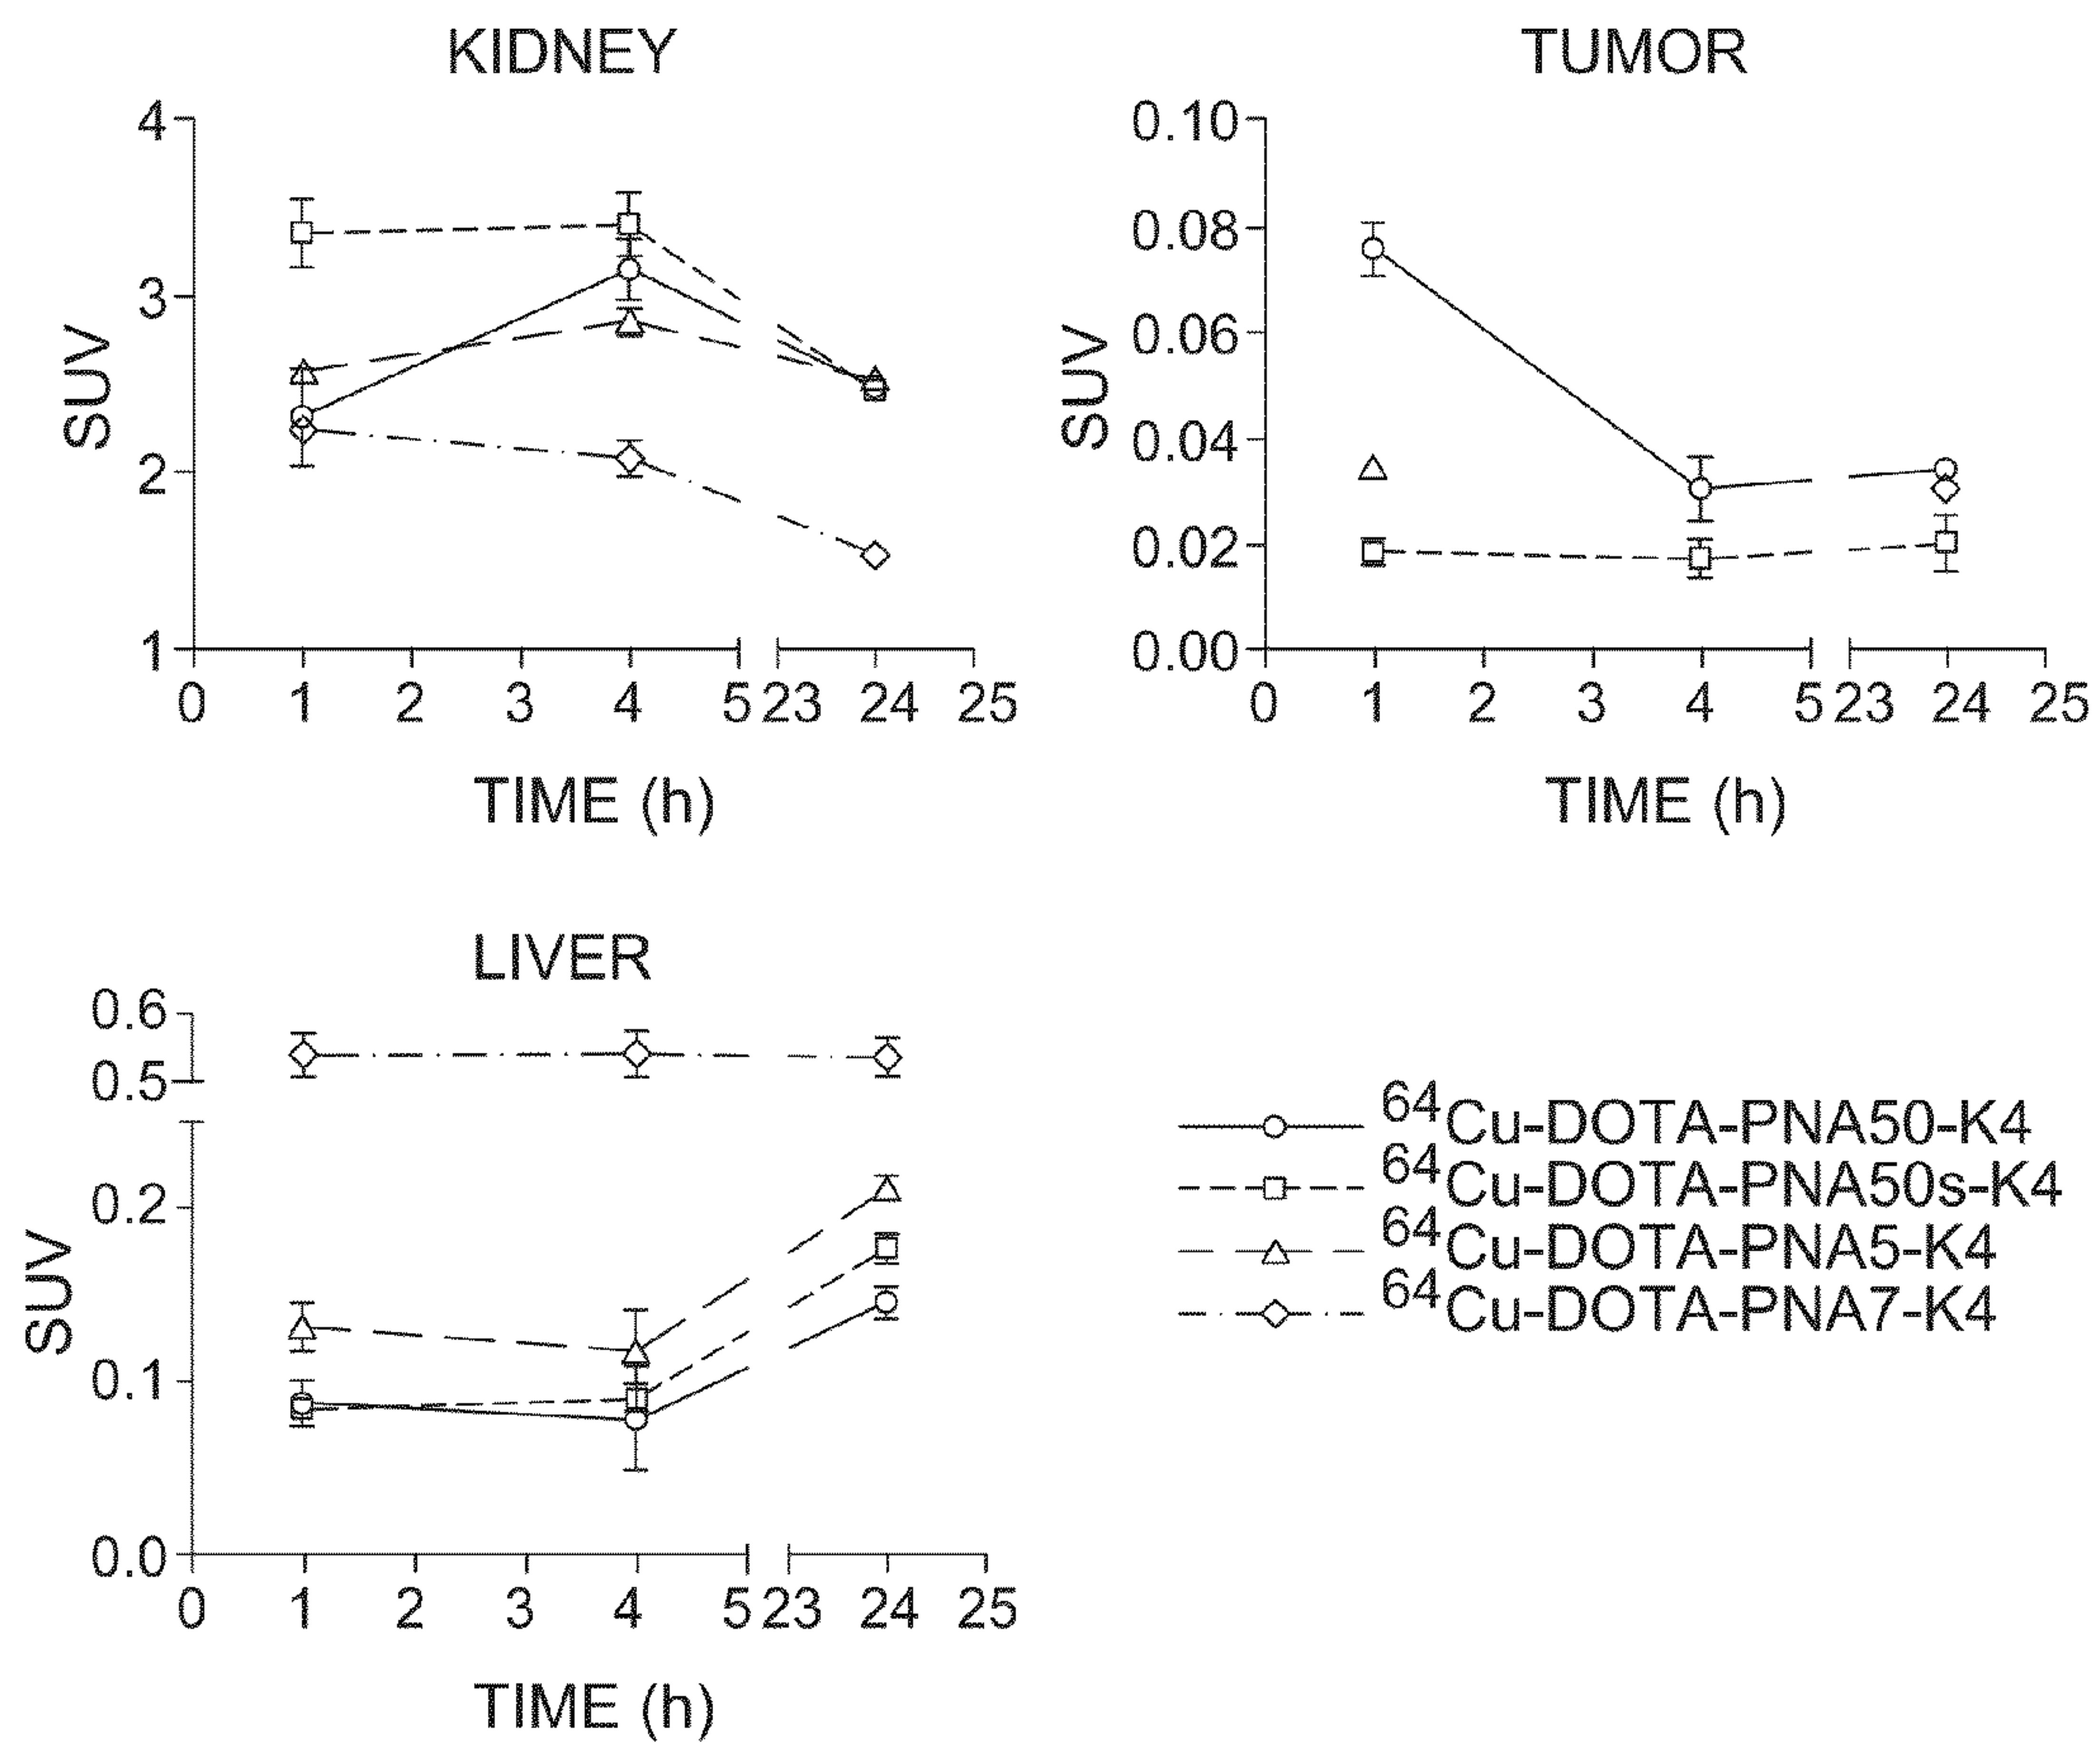 KIDNEY
4
3
2
1
SUV
0 1 2 3 4 5 23 24 25
TIME (h)
TUMOR
0.10
0.08
0.06
0.04
0.02
0.00
SUV
0 1 2 3 4 5 23 24 25
TIME (h)
LIVER
0.6
0.5
0.2
0.1
0.0
SUV
0 1 2 3 4 5 23 24 25
TIME (h)
⁶⁴Cu-DOTA-PNA50-K4
⁶⁴Cu-DOTA-PNA50s-K4
⁶⁴Cu-DOTA-PNA5-K4
⁶⁴Cu-DOTA-PNA7-K4